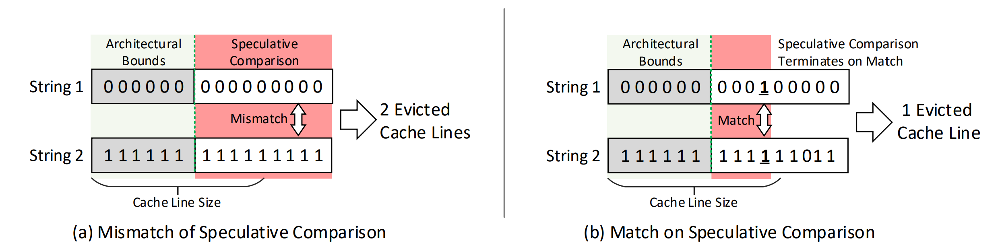 Architectural
Bounds
Speculative
Comparison
String 1
0 0 0 0 0 0 0 0 0 0 0 0 0 0 0
Mismatch
String 2
1 1 1 1 1 1 1 1 1 1 1 1 1 1 1
Cache Line Size
2 Evicted
Cache Lines
(a) Mismatch of Speculative Comparison
Architectural
Bounds
Speculative Comparison
Terminates on Match
String 1
0 0 0 0 0 0 0 0 0 1 0 0 0 0 0
Match
String 2
1 1 1 1 1 1 1 1 1 1 1 1 0 1 1
Cache Line Size
1 Evicted
Cache Line
(b) Match on Speculative Comparison